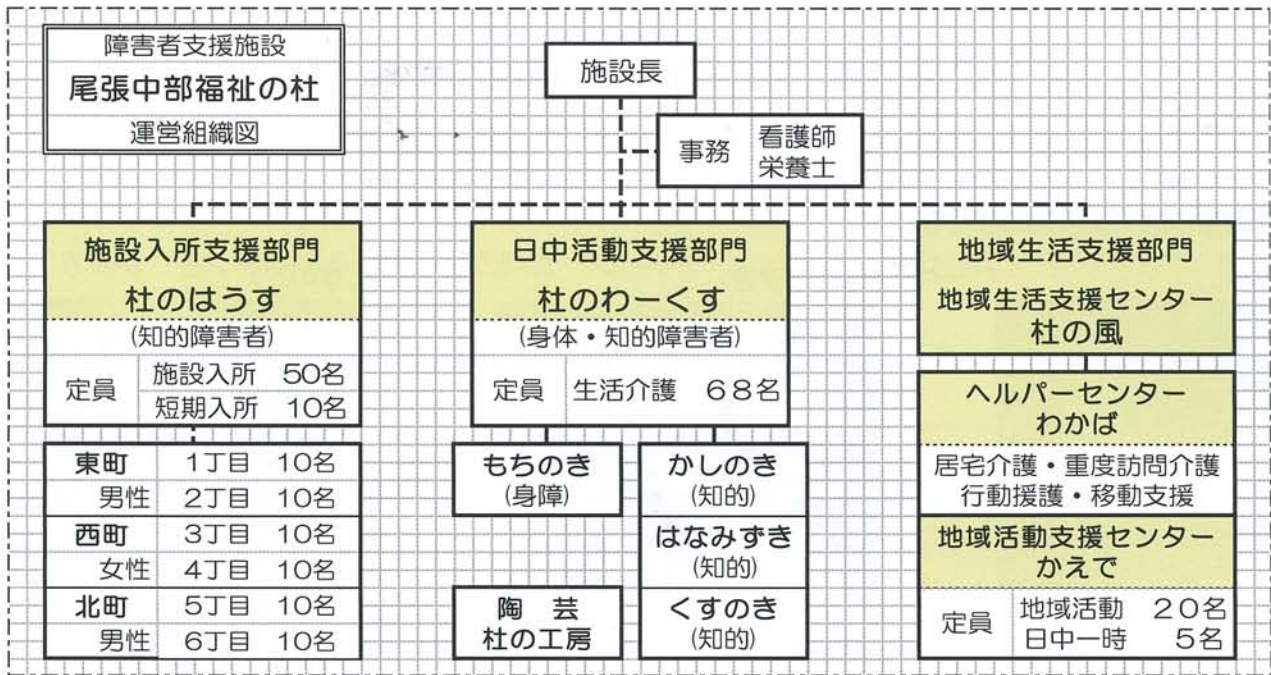 障害者支援施設
尾張中部福祉の杜
運営組織図
施設長
事務
看護師
栄養士
施設入所支援部門
杜のはうす
(知的障害者)
定員
施設入所 50名
短期入所 10名
東町 1丁目 10名
男性 2丁目 10名
西町 3丁目 10名
女性 4丁目 10名
北町 5丁目 10名
男性 6丁目 10名
日中活動支援部門
杜のわーくす
(身体・知的障害者)
定員 生活介護 68名
もちのき
(身障)
陶芸
杜の工房
かしのき
(知的)
はなみずき
(知的)
くすのき
(知的)
地域生活支援部門
地域生活支援センター
杜の風
ヘルパーセンター
わかば
居宅介護・重度訪問介護
行動援護・移動支援
地域活動支援センター
かえで
定員
地域活動 20名
日中一時 5名